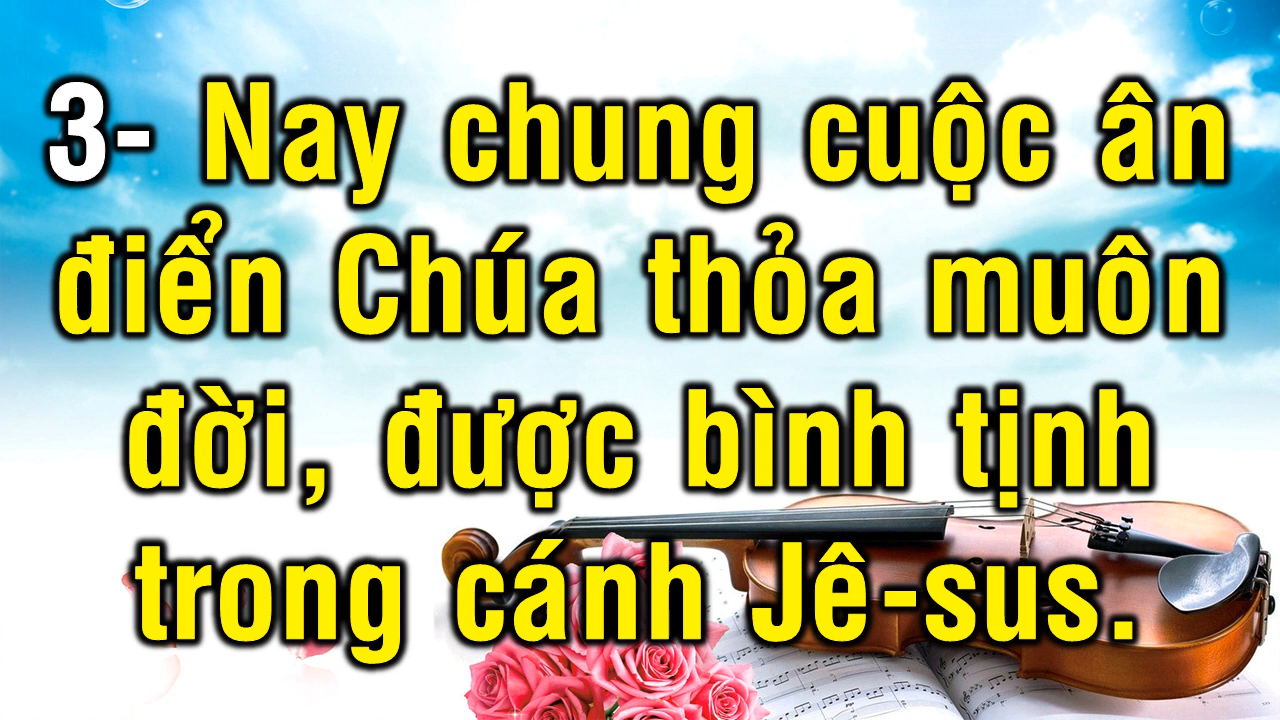 3- Nay chung cuộc ân
điển Chúa thỏa muôn
đời, được bình tịnh
trong cánh Jê-sus.